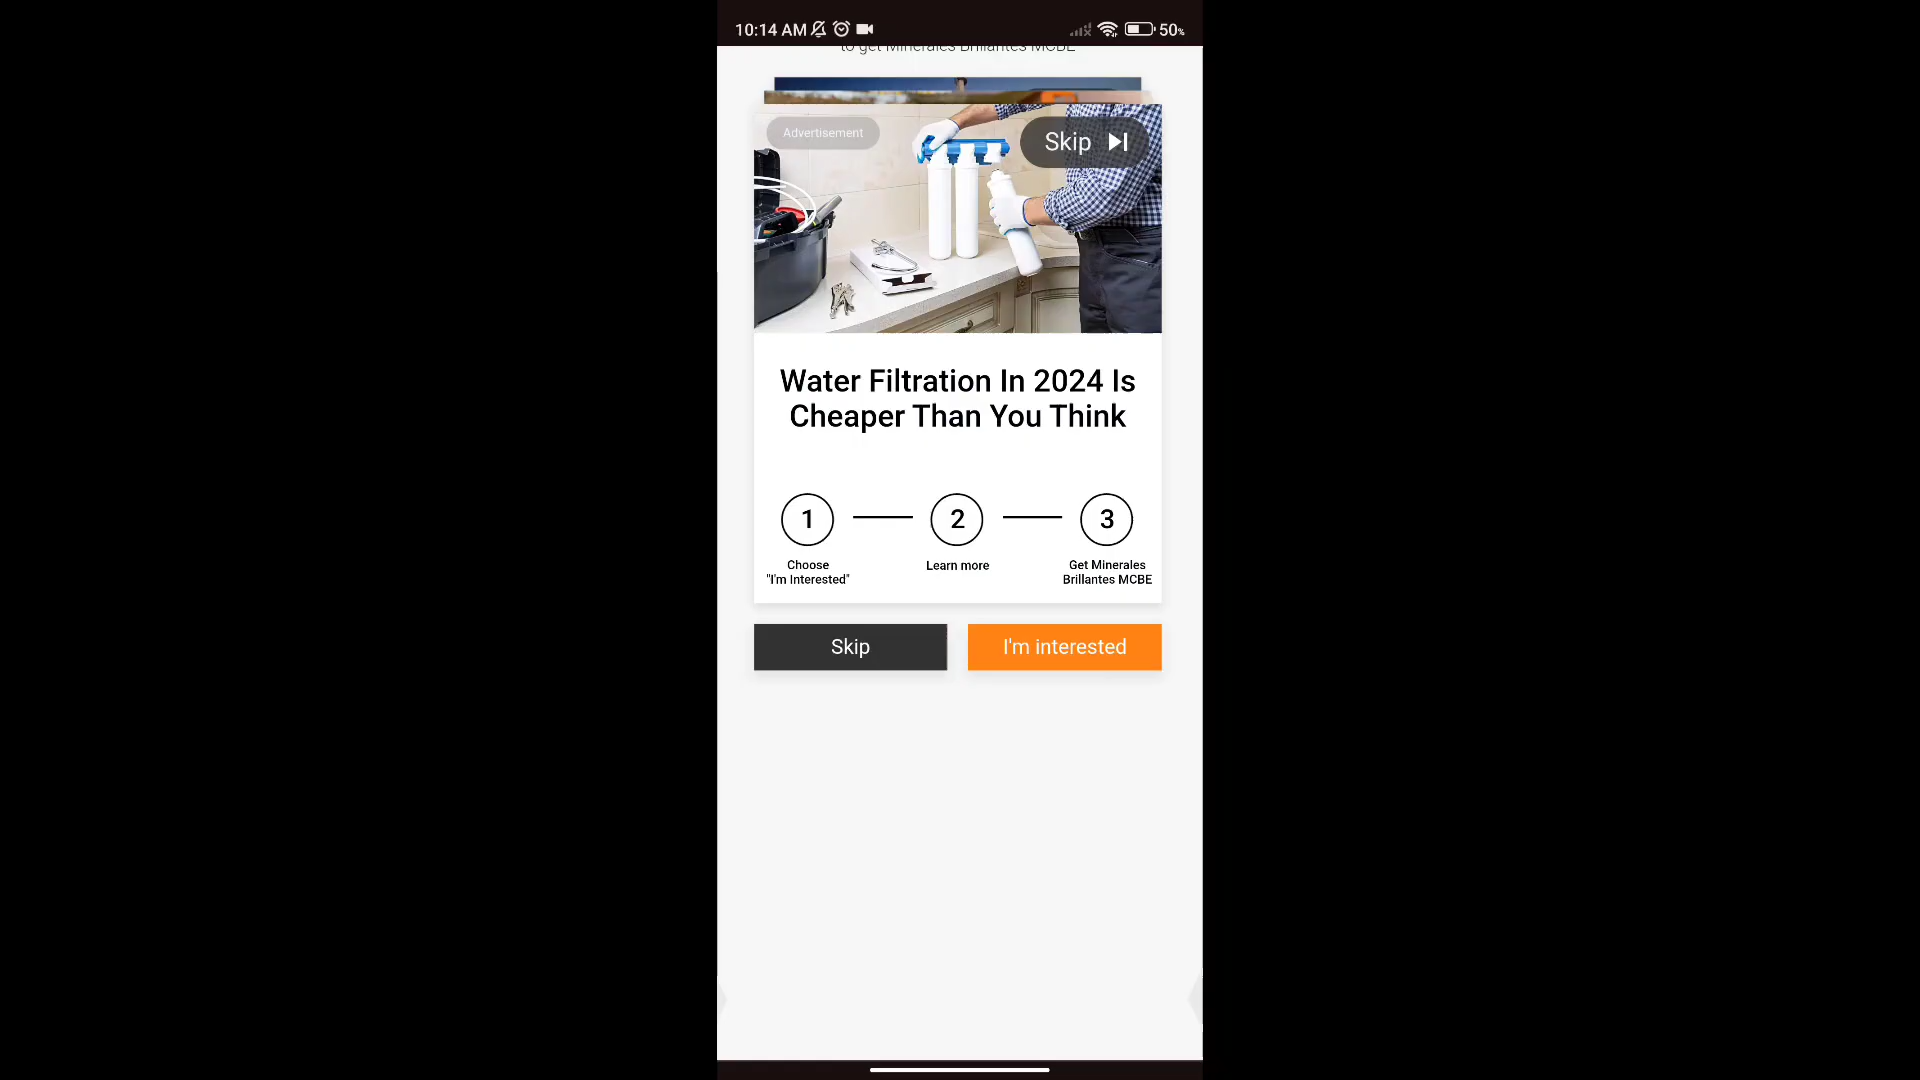 10:14 AM 50%
to get Minerales Brillantes MCBE
Advertisement
Skip
Water Filtration In 2024 Is
Cheaper Than You Think
1 2 3
Choose
"I'm Interested"
Learn more
Get Minerales
Brillantes MCBE
Skip
I'm interested